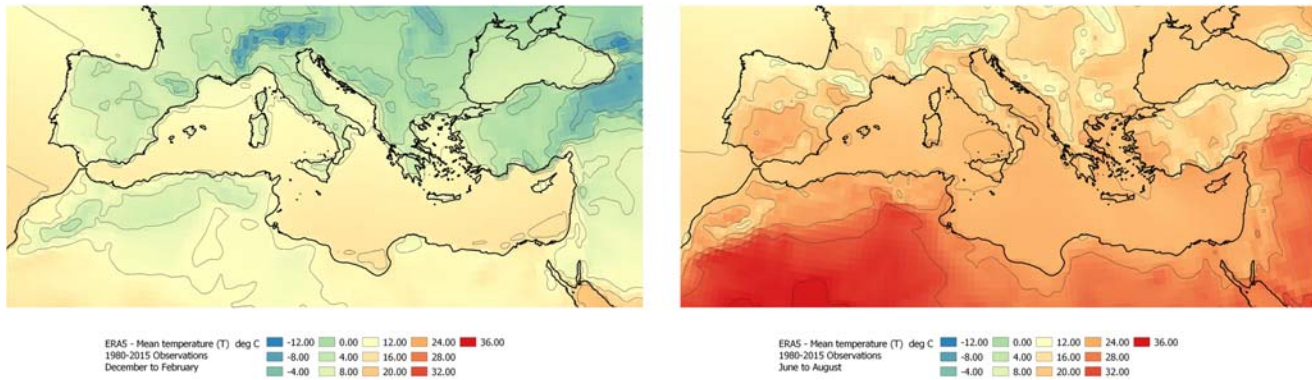 ERA5 - Mean temperature (T) deg C
1980-2015 Observations
December to February
-12.00 0.00 12.00 24.00 36.00
-8.00 4.00 16.00 28.00
-4.00 8.00 20.00 32.00
ERA5 - Mean temperature (T) deg C
1980-2015 Observations
June to August
-12.00 0.00 12.00 24.00 36.00
-8.00 4.00 16.00 28.00
-4.00 8.00 20.00 32.00